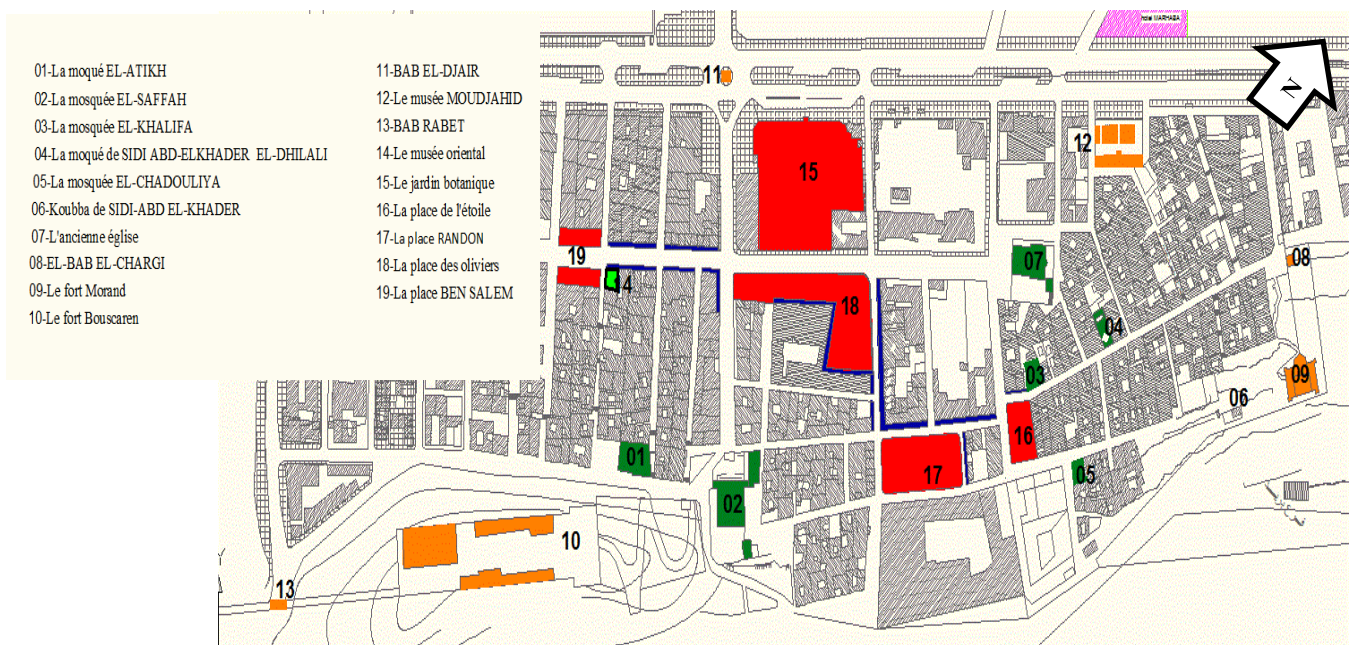 Hotel MARHABA
N
01-La moqué EL-ATIKH
02-La mosquée EL-SAFFAH
03-La mosquée EL-KHALIFA
04-La moqué de SIDI ABD-ELKHADER EL-DHILALI
05-La mosquée EL-CHADOULIYA
06-Koubba de SIDI-ABD EL-KHADER
07-L'ancienne église
08-EL-BAB EL-CHARGI
09-Le fort Morand
10-Le fort Bouscaren
11-BAB EL-DJAIR
12-Le musée MOUDJAHID
13-BAB RABET
14-Le musée oriental
15-Le jardin botanique
16-La place de l'étoile
17-La place RANDON
18-La place des oliviers
19-La place BEN SALEM
11
12
15
19
07
08
4
18
04
03
09
06
16
01
17
05
02
10
13